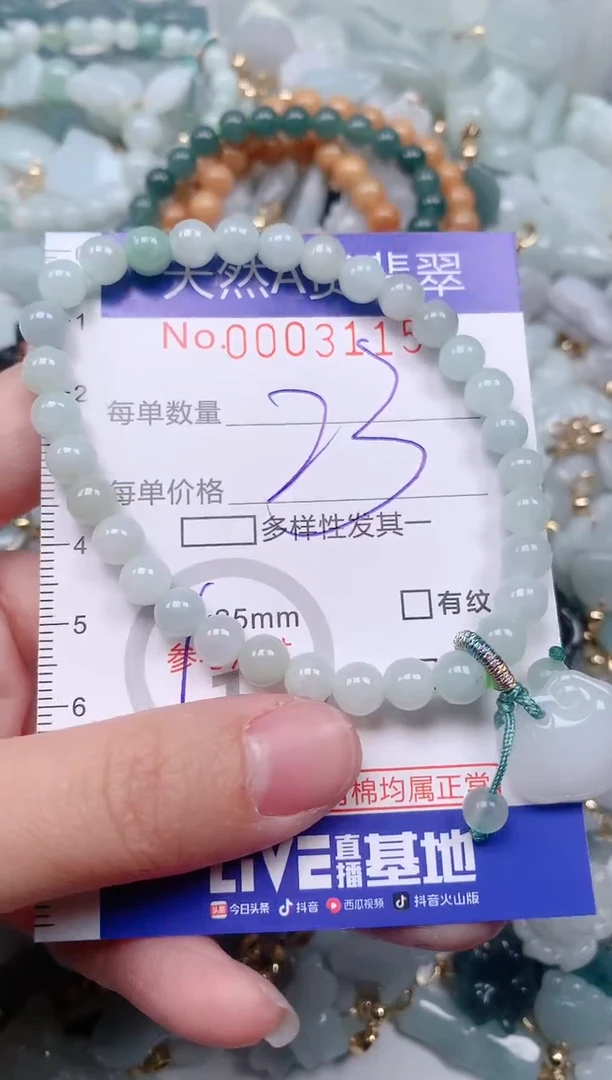 天然A货翡翠
No.0003115
1
2
每单数量
23
每单价格
多样性发其一
4
35mm
有纹
5
6
棉均属正常
LIVE直播基地
今日头条 抖音 西瓜视频 抖音火山版